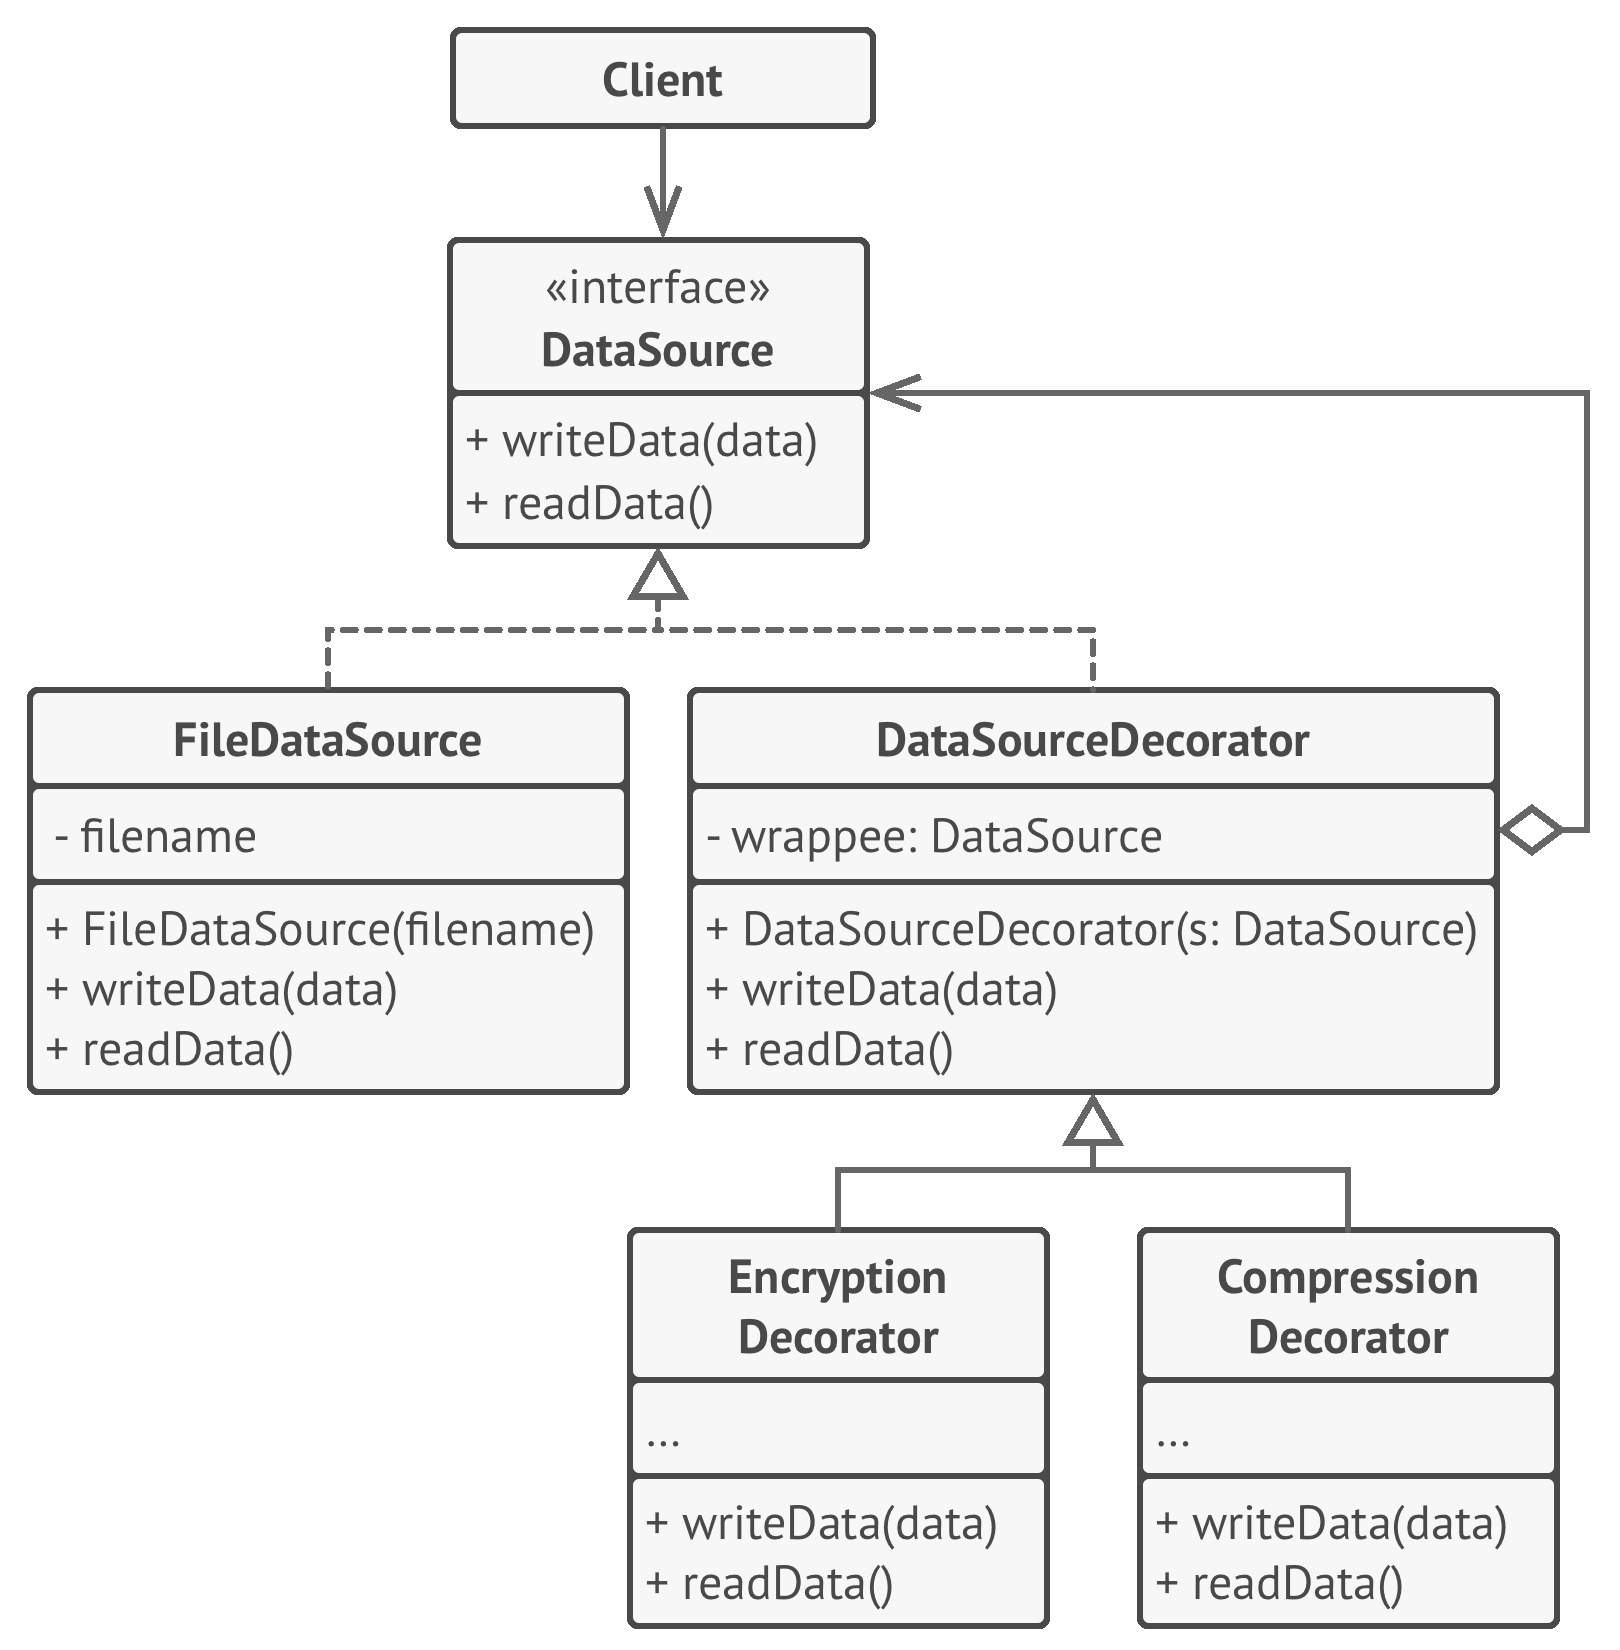 Client
«interface»
DataSource
+ writeData(data)
+ readData()
FileDataSource
- filename
+ FileDataSource(filename)
+ writeData(data)
+ readData()
DataSourceDecorator
- wrappee: DataSource
+ DataSourceDecorator(s: DataSource)
+ writeData(data)
+ readData()
Encryption
Decorator
...
+ writeData(data)
+ readData()
Compression
Decorator
...
+ writeData(data)
+ readData()